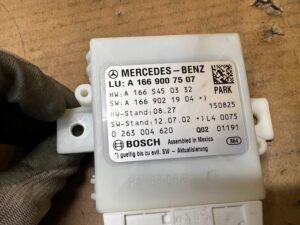 MERCEDES-BENZ
LU: A 166 900 75 07
HW: A 166 545 03 32 PARK
SW: A 166 902 19 04 *)
HW-Stand: 08.27 150825
SW-Stand: 12.07.02 *) L4 0075
0 263 004 620 Q02 01191
BOSCH Assembled in Mexico
*) gueltig bis zu evtl. SW - Aktualisierung